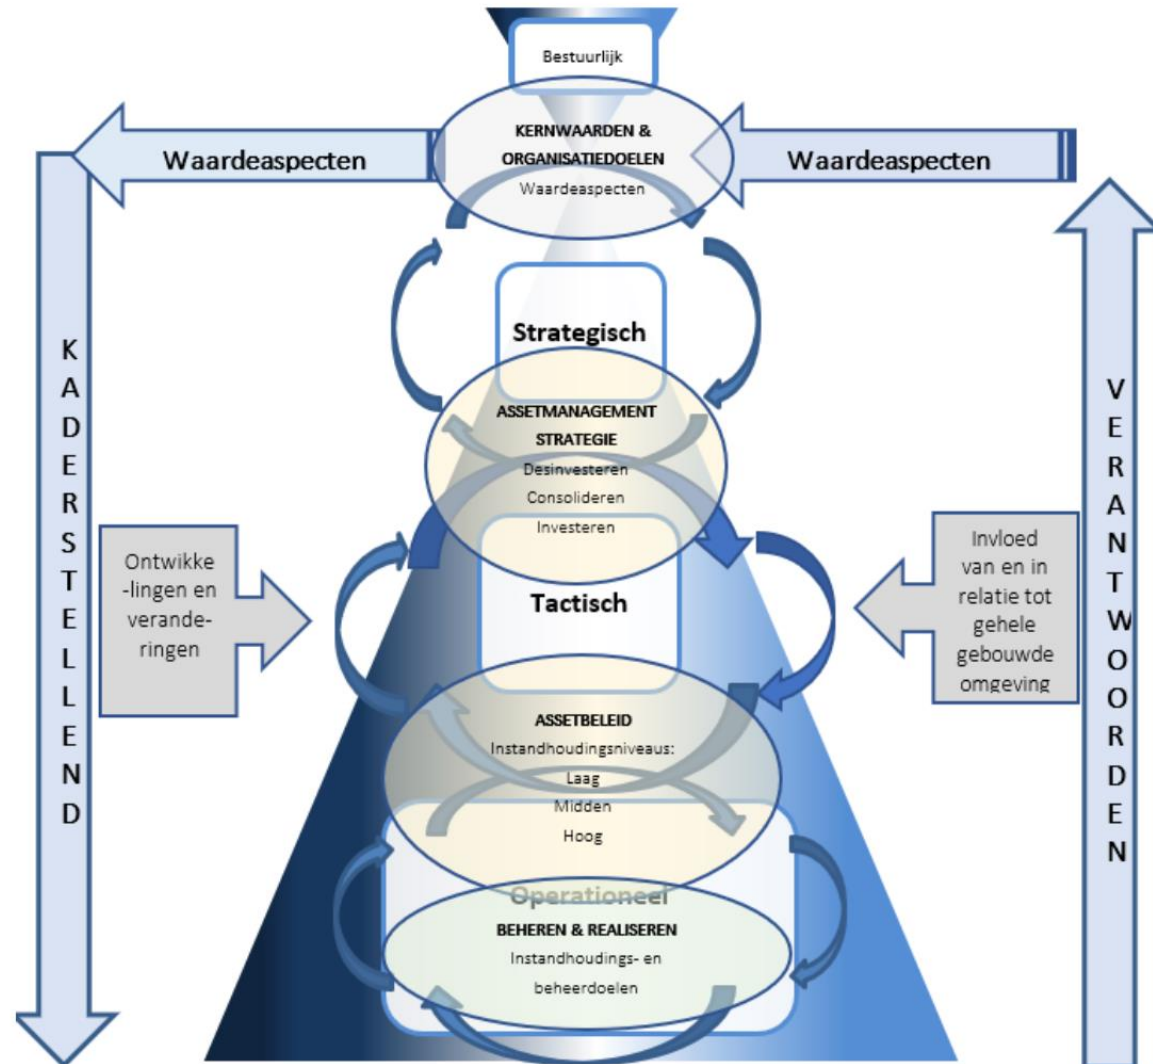 Bestuurlijk
KERNWAARDEN &
ORGANISATIEDOELEN
Waardeaspecten
Waardeaspecten
Waardeaspecten
KADERSTELLEND
Strategisch
ASSETMANAGEMENT
STRATEGIE
Desinvesteren
Consolideren
Investeren
Ontwikke
-lingen en
verande-
ringen
Tactisch
Invloed
van en in
relatie tot
gehele
gebouwde
omgeving
VERANTWOORDEN
ASSETBELEID
Instandhoudingsniveaus:
Laag
Midden
Hoog
Operationeel
BEHEREN & REALISEREN
Instandhoudings- en
beheerdoelen